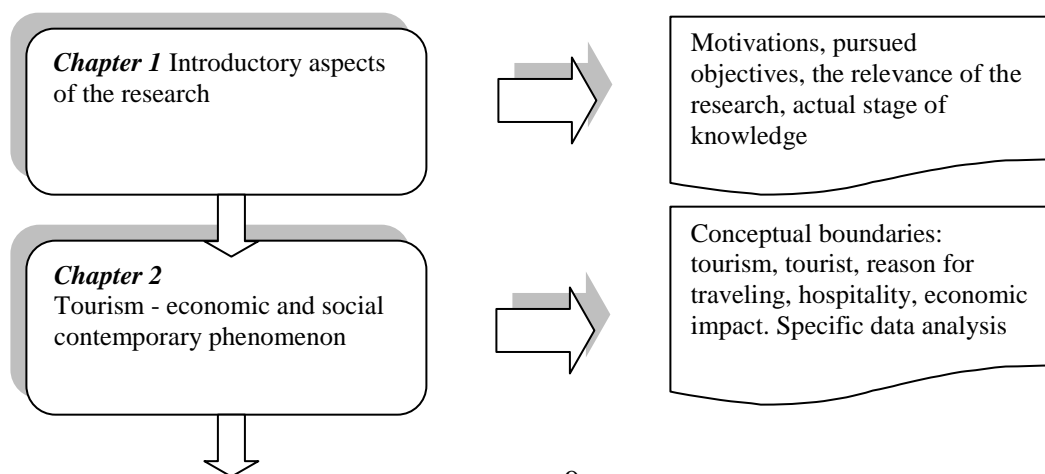 Chapter 1 Introductory aspects
of the research
Motivations, pursued
objectives, the relevance of the
research, actual stage of
knowledge
Chapter 2
Tourism - economic and social
contemporary phenomenon
Conceptual boundaries:
tourism, tourist, reason for
traveling, hospitality, economic
impact. Specific data analysis